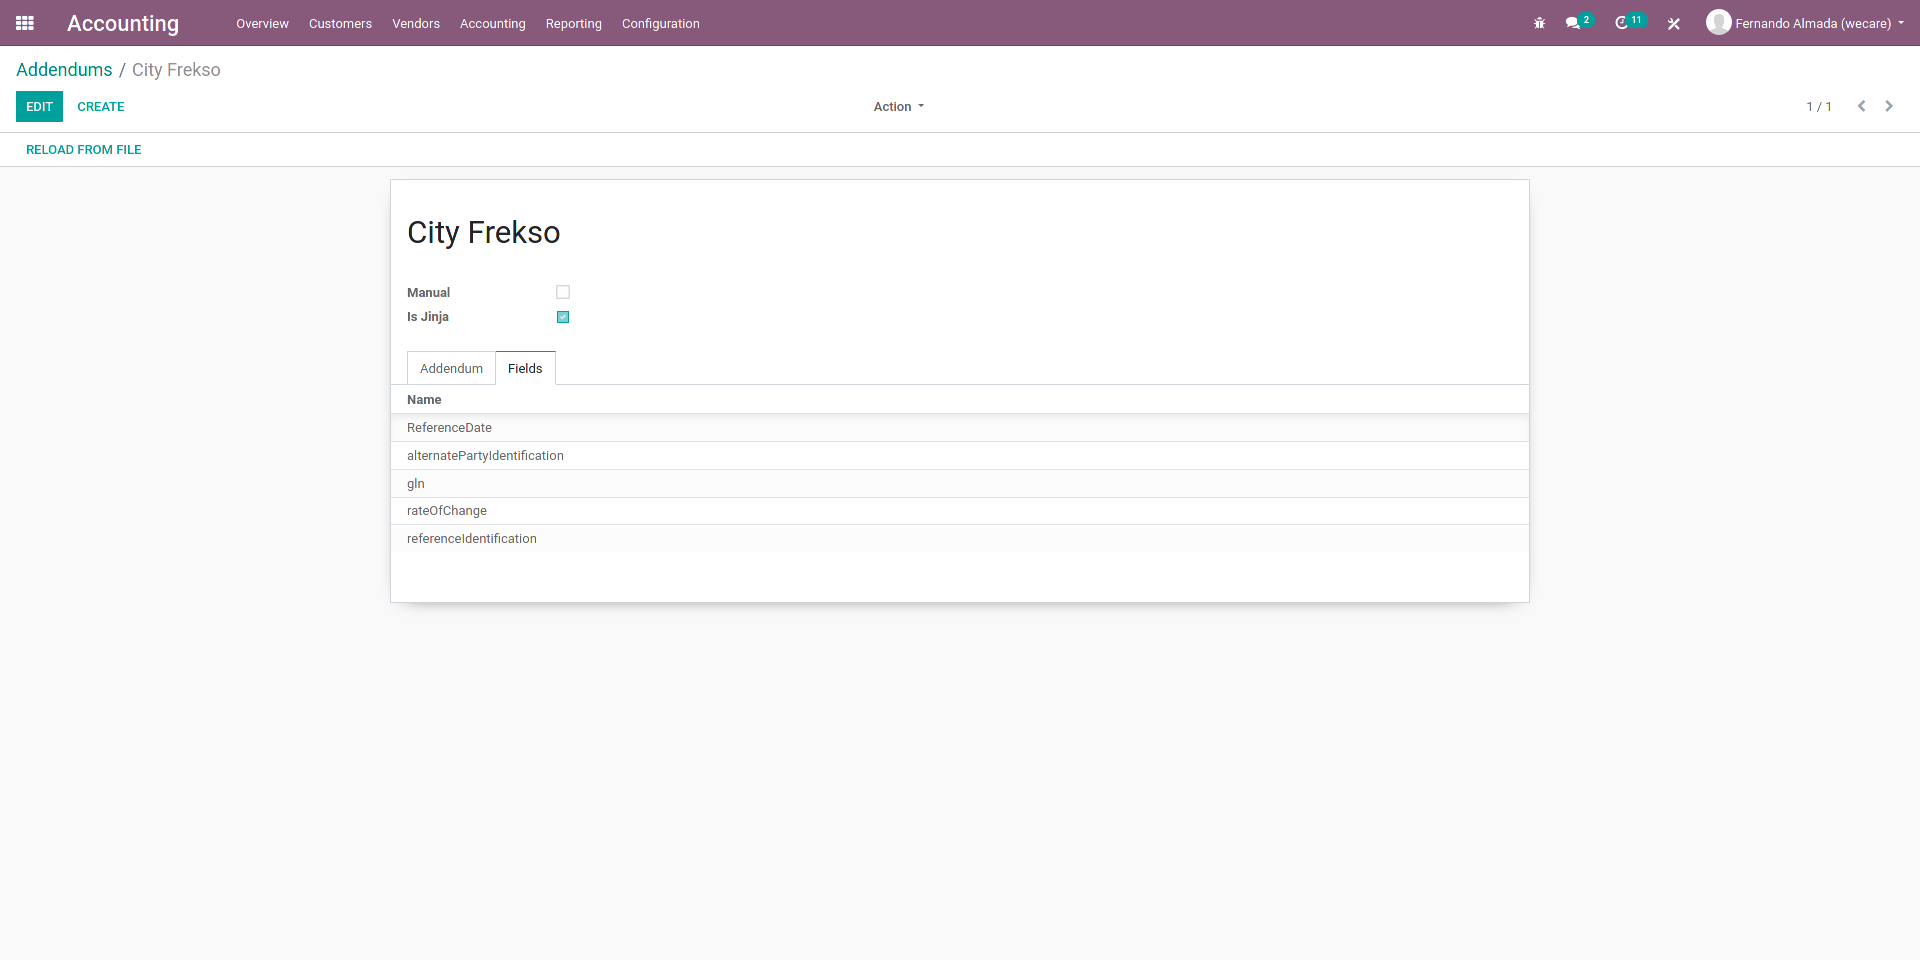 Accounting Overview Customers Vendors Accounting Reporting Configuration 2 11 Fernando Almada (wecare)
Addendums / City Frekso
EDIT CREATE Action 1 / 1
RELOAD FROM FILE
City Frekso
Manual
Is Jinja
Addendum Fields
Name
ReferenceDate
alternatePartyIdentification
gln
rateOfChange
referenceIdentification